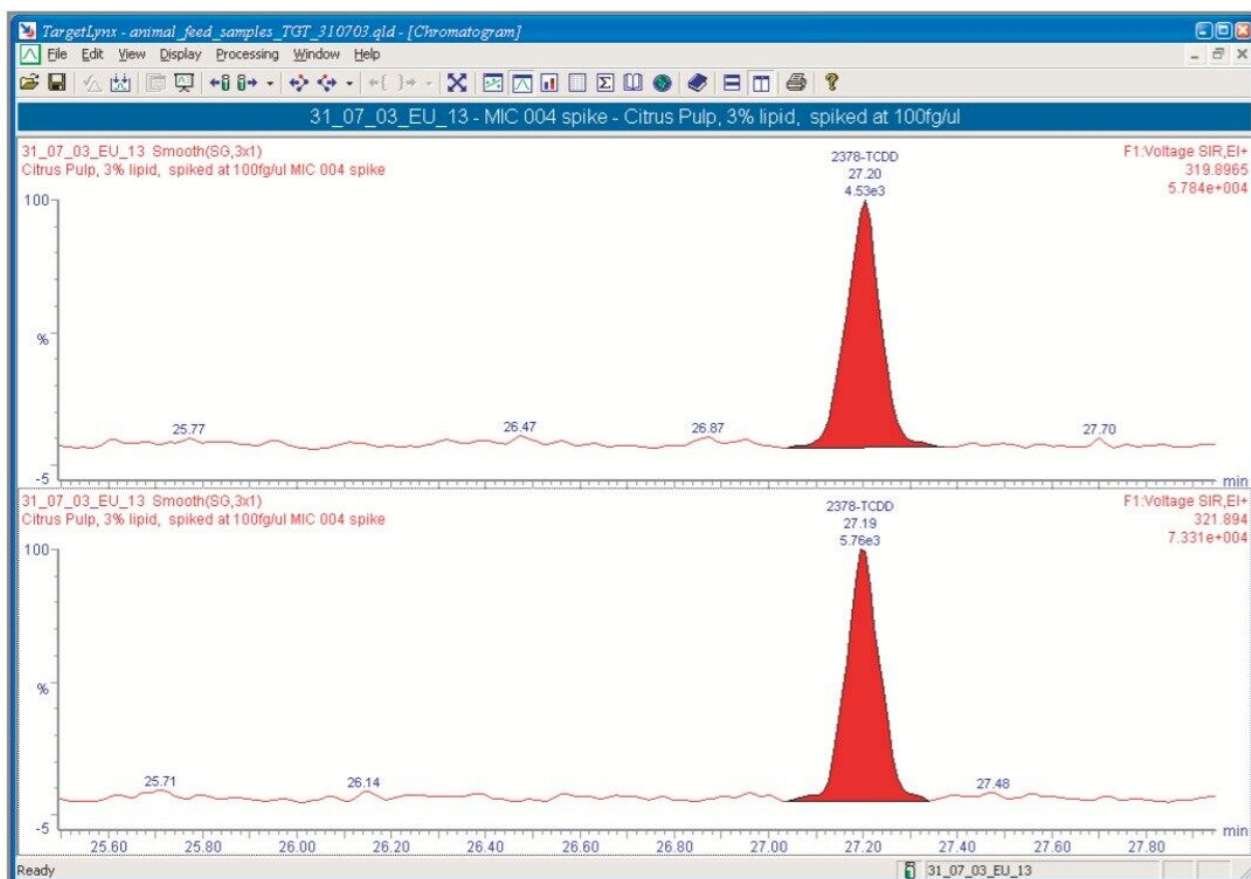 TargetLynx - animal_feed_samples_TGT_310703.qld - [Chromatogram]
File Edit View Display Processing Window Help
31_07_03_EU_13 - MIC 004 spike - Citrus Pulp, 3% lipid, spiked at 100fg/ul
31_07_03_EU_13 Smooth(SG,3x1)
Citrus Pulp, 3% lipid, spiked at 100fg/ul MIC 004 spike
F1:Voltage SIR,EI+
319.8965
5.784e+004
2378-TCDD
27.20
4.53e3
100
%
-5
25.77
26.47
26.87
27.70
min
31_07_03_EU_13 Smooth(SG,3x1)
Citrus Pulp, 3% lipid, spiked at 100fg/ul MIC 004 spike
F1:Voltage SIR,EI+
321.894
7.331e+004
2378-TCDD
27.19
5.76e3
100
%
-5
25.71
26.14
27.48
min
25.60 25.80 26.00 26.20 26.40 26.60 26.80 27.00 27.20 27.40 27.60 27.80
Ready
31_07_03_EU_13